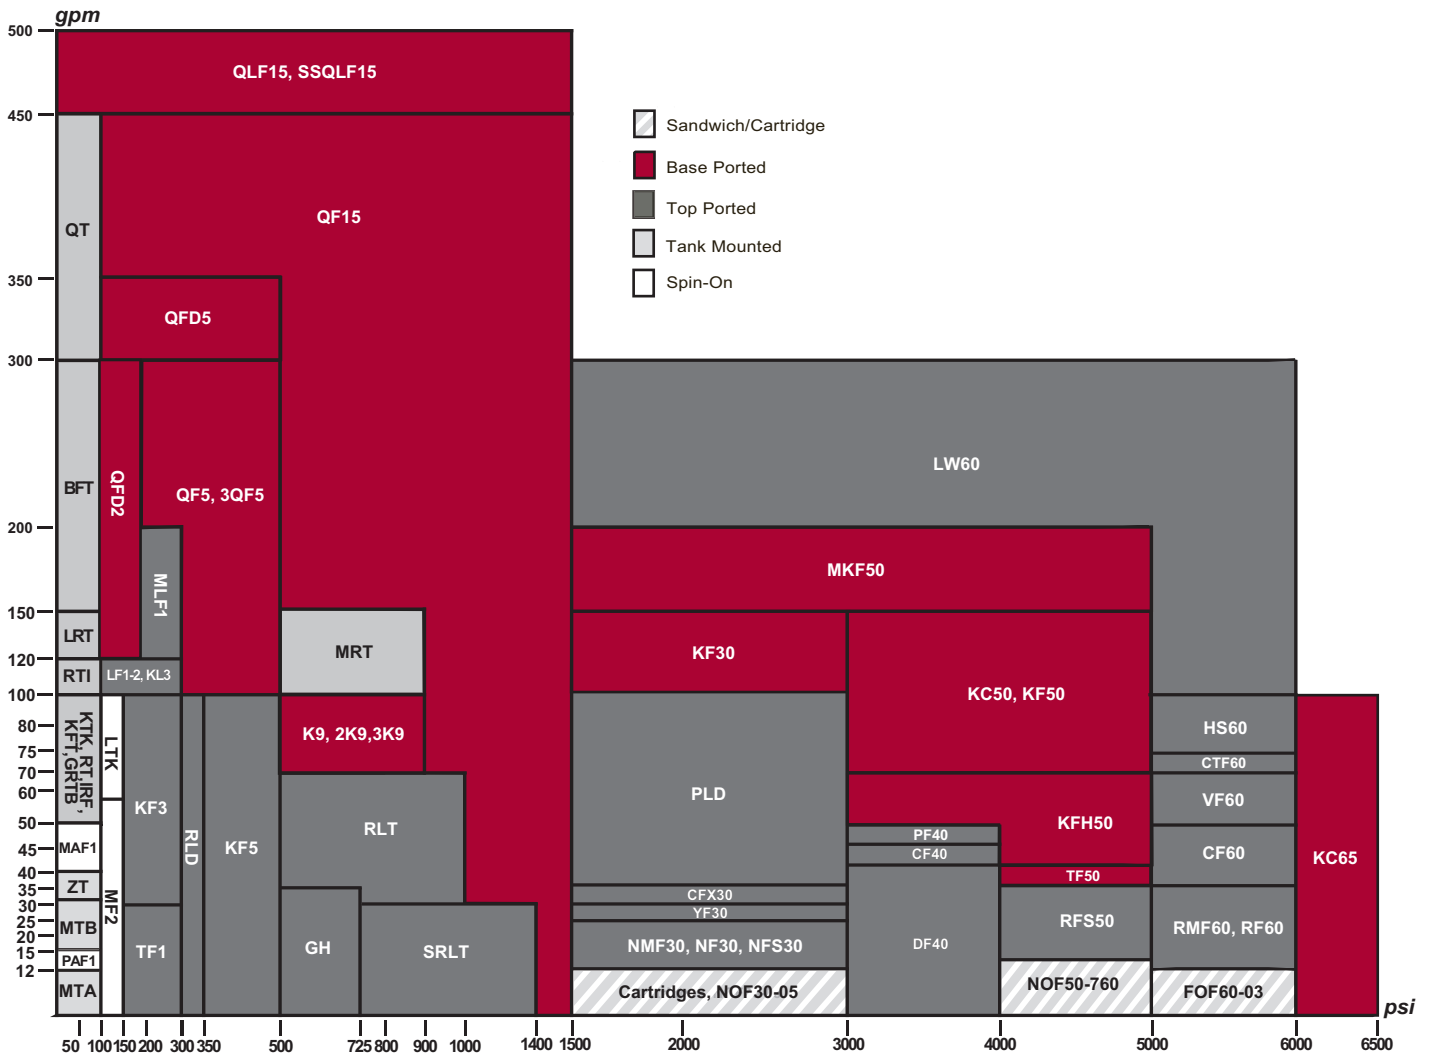 gpm
500
QLF15, SSQLF15
450
Sandwich/Cartridge
Base Ported
Top Ported
Tank Mounted
Spin-On
QT
QF15
350
QFD5
300
BFT
QFD2
QF5, 3QF5
LW60
200
MLF1
MKF50
150
LRT
MRT
KF30
KC50, KF50
120
RTI
LF1-2, KL3
100
KTK, RT, IRF,
KFT, GRTB
LTK
K9, 2K9,3K9
HS60
80
75
CTF60
70
60
KF3
RLD
KF5
RLT
PLD
KFH50
VF60
50
MAF1
PF40
45
CF40
CF60
KC65
40
ZT
MF2
TF50
35
CFX30
30
YF30
25
MTB
TF1
GH
SRLT
NMF30, NF30, NFS30
DF40
RFS50
RMF60, RF60
20
15
PAF1
12
MTA
Cartridges, NOF30-05
NOF50-760
FOF60-03
psi
50 100 150 200 300 350 500 725 800 900 1000 1400 1500 2000 3000 4000 5000 6000 6500